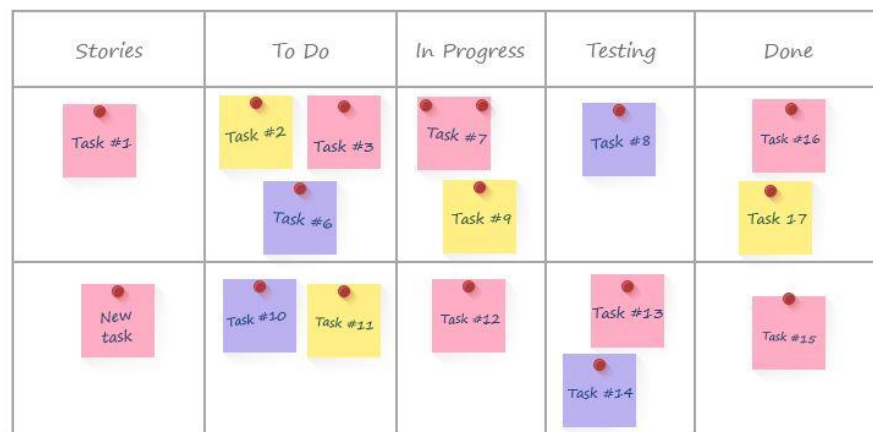 Stories
To Do
In Progress
Testing
Done
Task #1
Task #2
Task #3
Task #6
Task #7
Task #9
Task #8
Task #16
Task 17
New
task
Task #10
Task #11
Task #12
Task #13
Task #14
Task #15